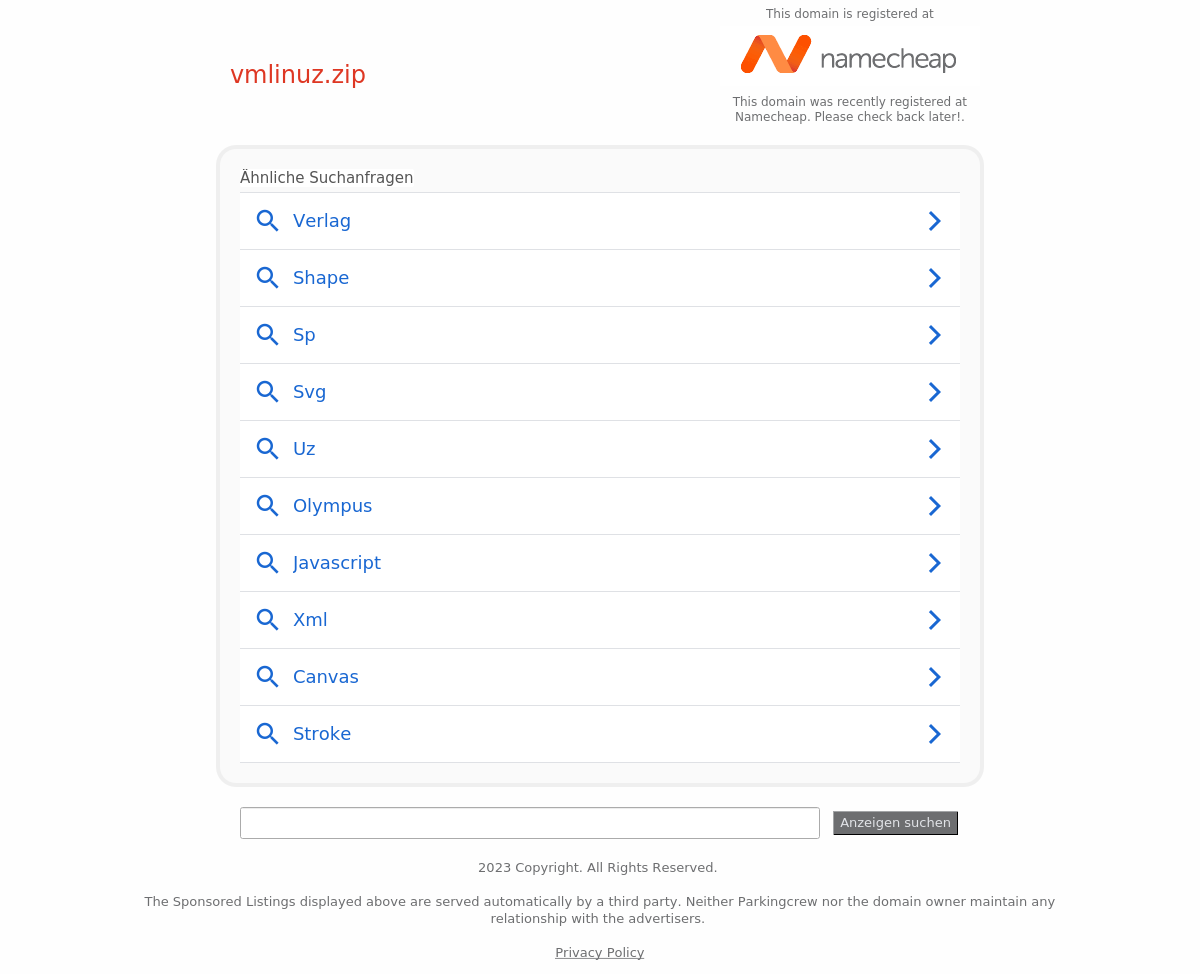 This domain is registered at
namecheap
vmlinuz.zip
This domain was recently registered at
Namecheap. Please check back later!.
Ähnliche Suchanfragen
Verlag
Shape
Sp
Svg
Uz
Olympus
Javascript
Xml
Canvas
Stroke
Anzeigen suchen
2023 Copyright. All Rights Reserved.
The Sponsored Listings displayed above are served automatically by a third party. Neither Parkingcrew nor the domain owner maintain any
relationship with the advertisers.
Privacy Policy